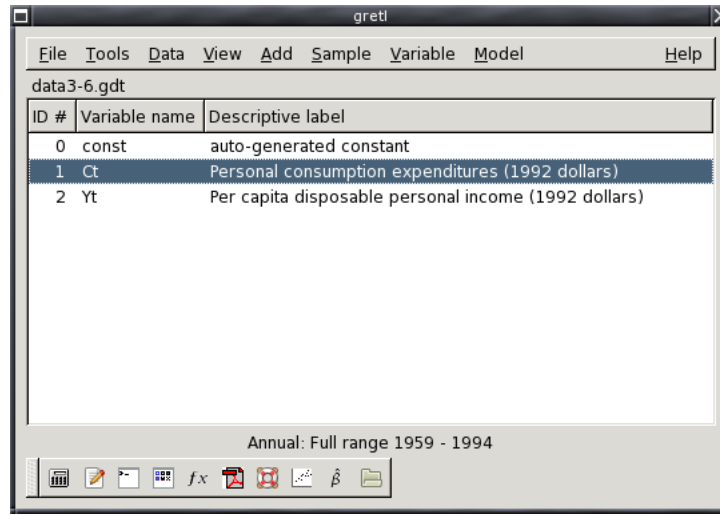 gretl
File Tools Data View Add Sample Variable Model Help
data3-6.gdt
ID # Variable name Descriptive label
0 const auto-generated constant
1 Ct Personal consumption expenditures (1992 dollars)
2 Yt Per capita disposable personal income (1992 dollars)
Annual: Full range 1959 - 1994
fx β̂